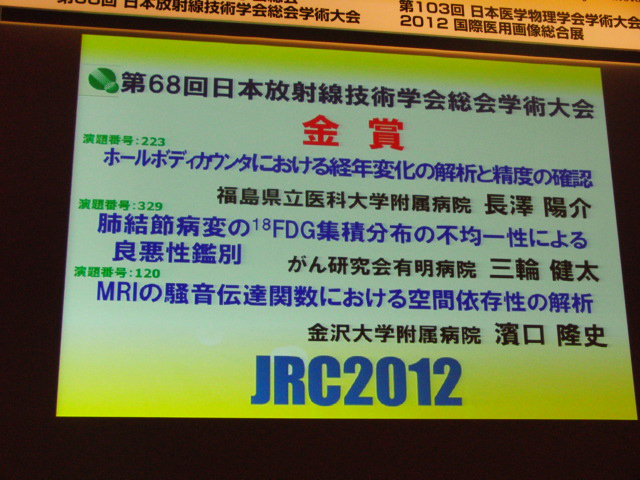 第68回 日本放射線技術学会総会学術大会
第103回 日本医学物理学会学術大会
2012 国際医用画像総合展
第68回日本放射線技術学会総会学術大会
金賞
演題番号:223
ホールボディカウンタにおける経年変化の解析と精度の確認
福島県立医科大学附属病院 長澤 陽介
演題番号:329
肺結節病変の¹⁸FDG集積分布の不均一性による
良悪性鑑別
がん研究会有明病院 三輪 健太
演題番号:120
MRIの騒音伝達関数における空間依存性の解析
金沢大学附属病院 濱口 隆史
JRC2012